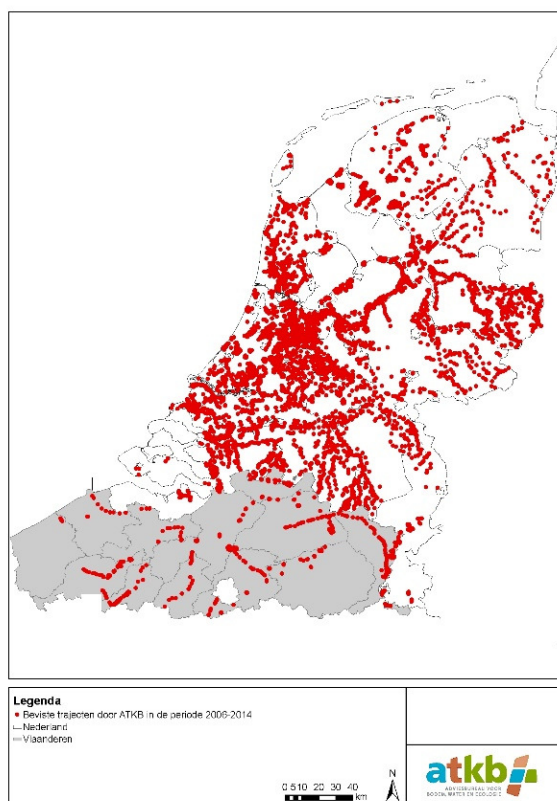 Legenda
Beviste trajecten door ATKB in de periode 2006-2014
Nederland
Vlaanderen
0 5 10 20 30 40
km
N
atkb
ADVIESBUREAU VOOR
BODEM, WATER EN ECOLOGIE